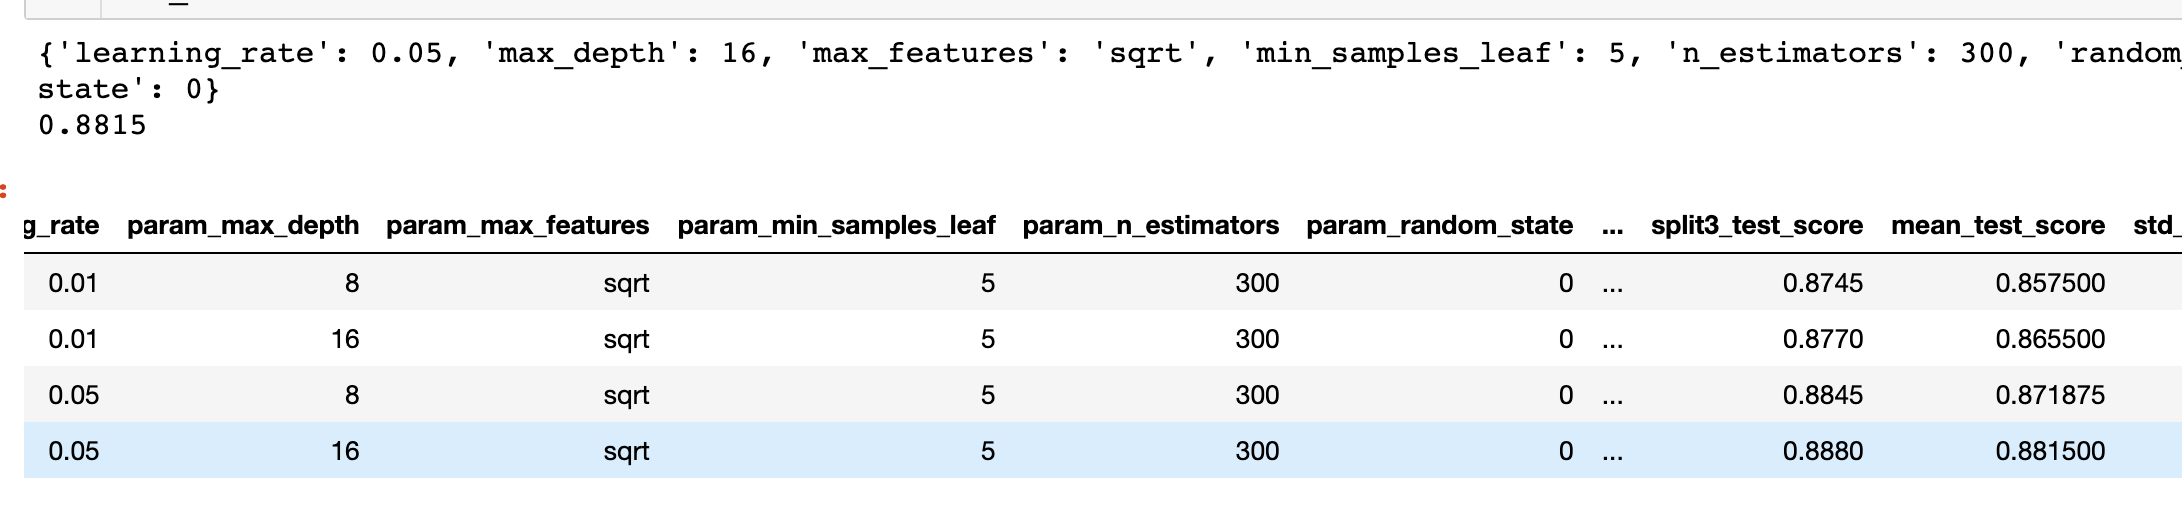 {'learning_rate': 0.05, 'max_depth': 16, 'max_features': 'sqrt', 'min_samples_leaf': 5, 'n_estimators': 300, 'random_
state': 0}
0.8815
g_rate param_max_depth param_max_features param_min_samples_leaf param_n_estimators param_random_state ... split3_test_score mean_test_score std_
0.01 8 sqrt 5 300 0 ... 0.8745 0.857500
0.01 16 sqrt 5 300 0 ... 0.8770 0.865500
0.05 8 sqrt 5 300 0 ... 0.8845 0.871875
0.05 16 sqrt 5 300 0 ... 0.8880 0.881500